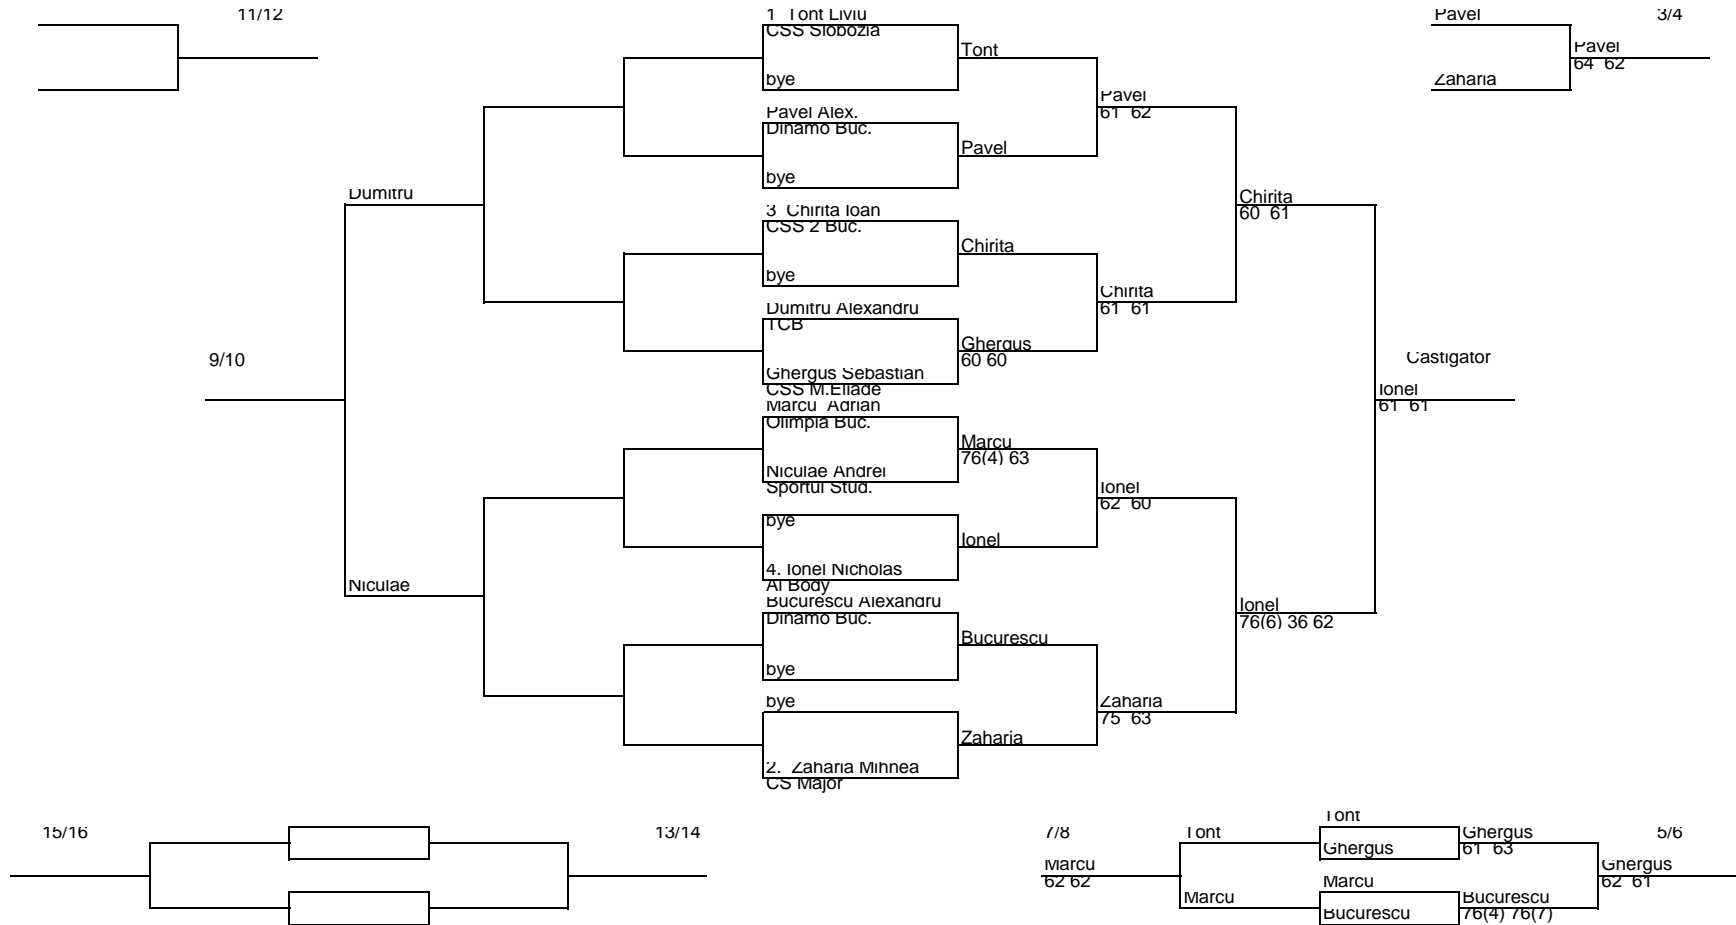 11/12
1 Tont Liviu
CSS Slobozia
Tont
bye
Pavel
61 62
Pavel Alex.
Dinamo Buc.
Pavel
bye
Chirita
60 61
3 Chirita Ioan
CSS 2 Buc.
Chirita
bye
Chirita
61 61
Dumitru Alexandru
TCB
Ghergus
60 60
Ghergus Sebastian
CSS M.Eliade
Dumitru
9/10
Niculae
Castigator
Ionel
61 61
Marcu Adrian
Olimpia Buc.
Marcu
76(4) 63
Niculae Andrei
Sportul Stud.
Ionel
62 60
bye
Ionel
4. Ionel Nicholas
Al Body
Ionel
76(6) 36 62
Bucurescu Alexandru
Dinamo Buc.
Bucurescu
bye
Zaharia
75 63
bye
Zaharia
2. Zaharia Mihnea
CS Major
Pavel
3/4
Pavel
64 62
Zaharia
15/16
13/14
7/8
Marcu
62 62
Tont
Marcu
Tont
Ghergus
Marcu
Bucurescu
Ghergus
61 63
Bucurescu
76(4) 76(7)
5/6
Ghergus
62 61